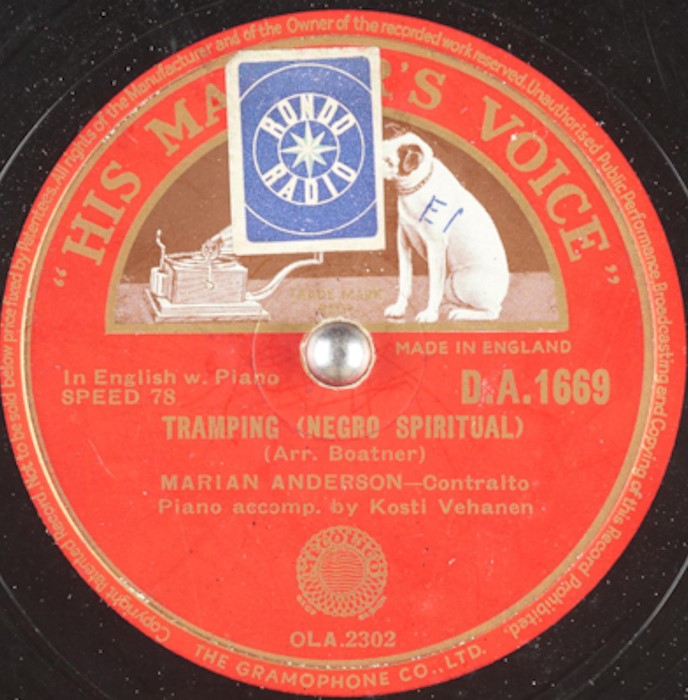 Copyright Patented Record Not to be sold below price fixed by Patentees. All rights of the Manufacturer and of the Owner of the recorded work reserved. Unauthorised Public Performance, Broadcasting and Copying of this Record Prohibited.
"HIS MA R'S VOICE"
RONDO
RADIO
TRADE MARK
MADE IN ENGLAND
In English w. Piano
SPEED 78
D.A.1669
TRAMPING (NEGRO SPIRITUAL)
(Arr. Boatner)
MARIAN ANDERSON—Contralto
Piano accomp. by Kosti Vehanen
OLA.2302
THE GRAMOPHONE CO., LTD.